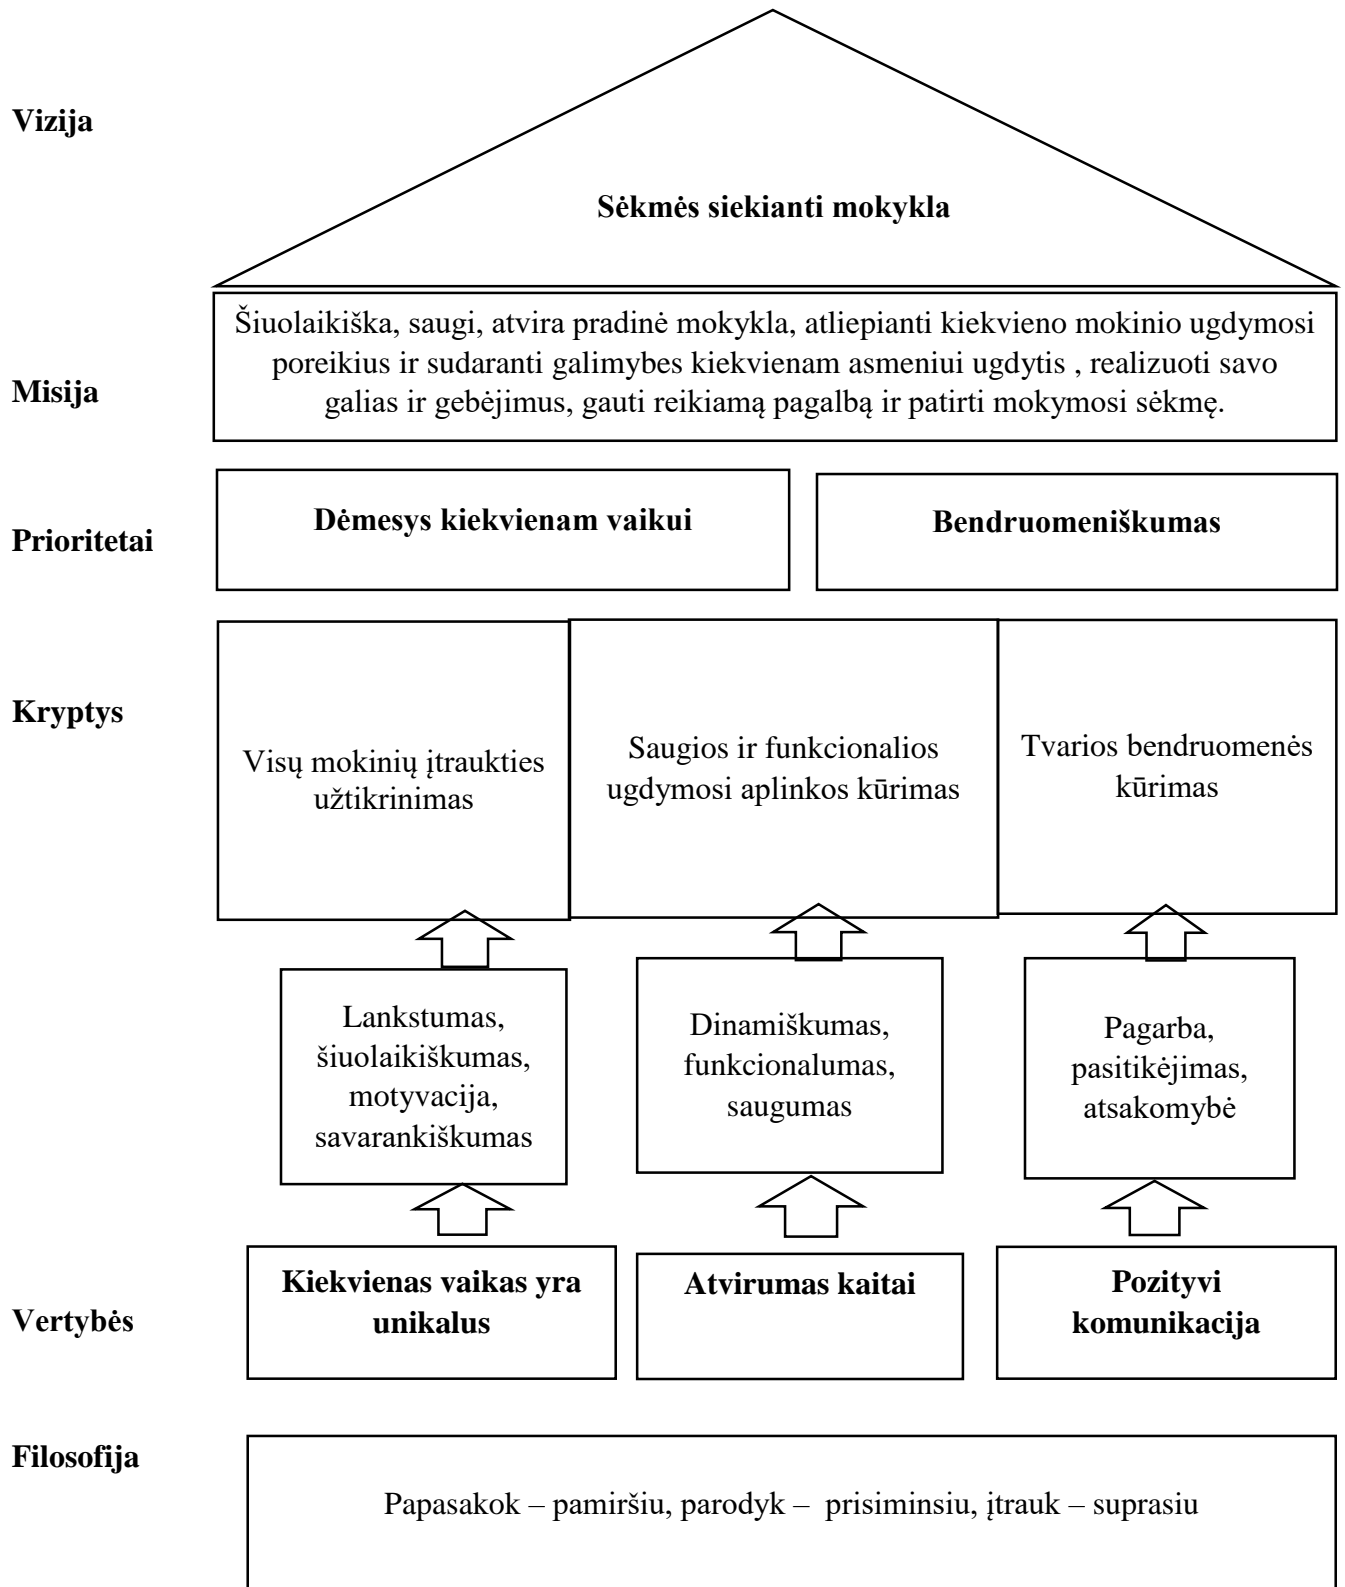 Vizija
Sėkmės siekianti mokykla
Šiuolaikiška, saugi, atvira pradinė mokykla, atliepianti kiekvieno mokinio ugdymosi
poreikius ir sudaranti galimybes kiekvienam asmeniui ugdytis , realizuoti savo
galias ir gebėjimus, gauti reikiamą pagalbą ir patirti mokymosi sėkmę.
Misija
Prioritetai
Dėmesys kiekvienam vaikui
Bendruomeniškumas
Kryptys
Visų mokinių įtraukties
užtikrinimas
Saugios ir funkcionalios
ugdymosi aplinkos kūrimas
Tvarios bendruomenės
kūrimas
Lankstumas,
šiuolaikiškumas,
motyvacija,
savarankiškumas
Dinamiškumas,
funkcionalumas,
saugumas
Pagarba,
pasitikėjimas,
atsakomybė
Vertybės
Kiekvienas vaikas yra
unikalus
Atvirumas kaitai
Pozityvi
komunikacija
Filosofija
Papasakok – pamiršiu, parodyk –  prisiminsiu, įtrauk – suprasiu